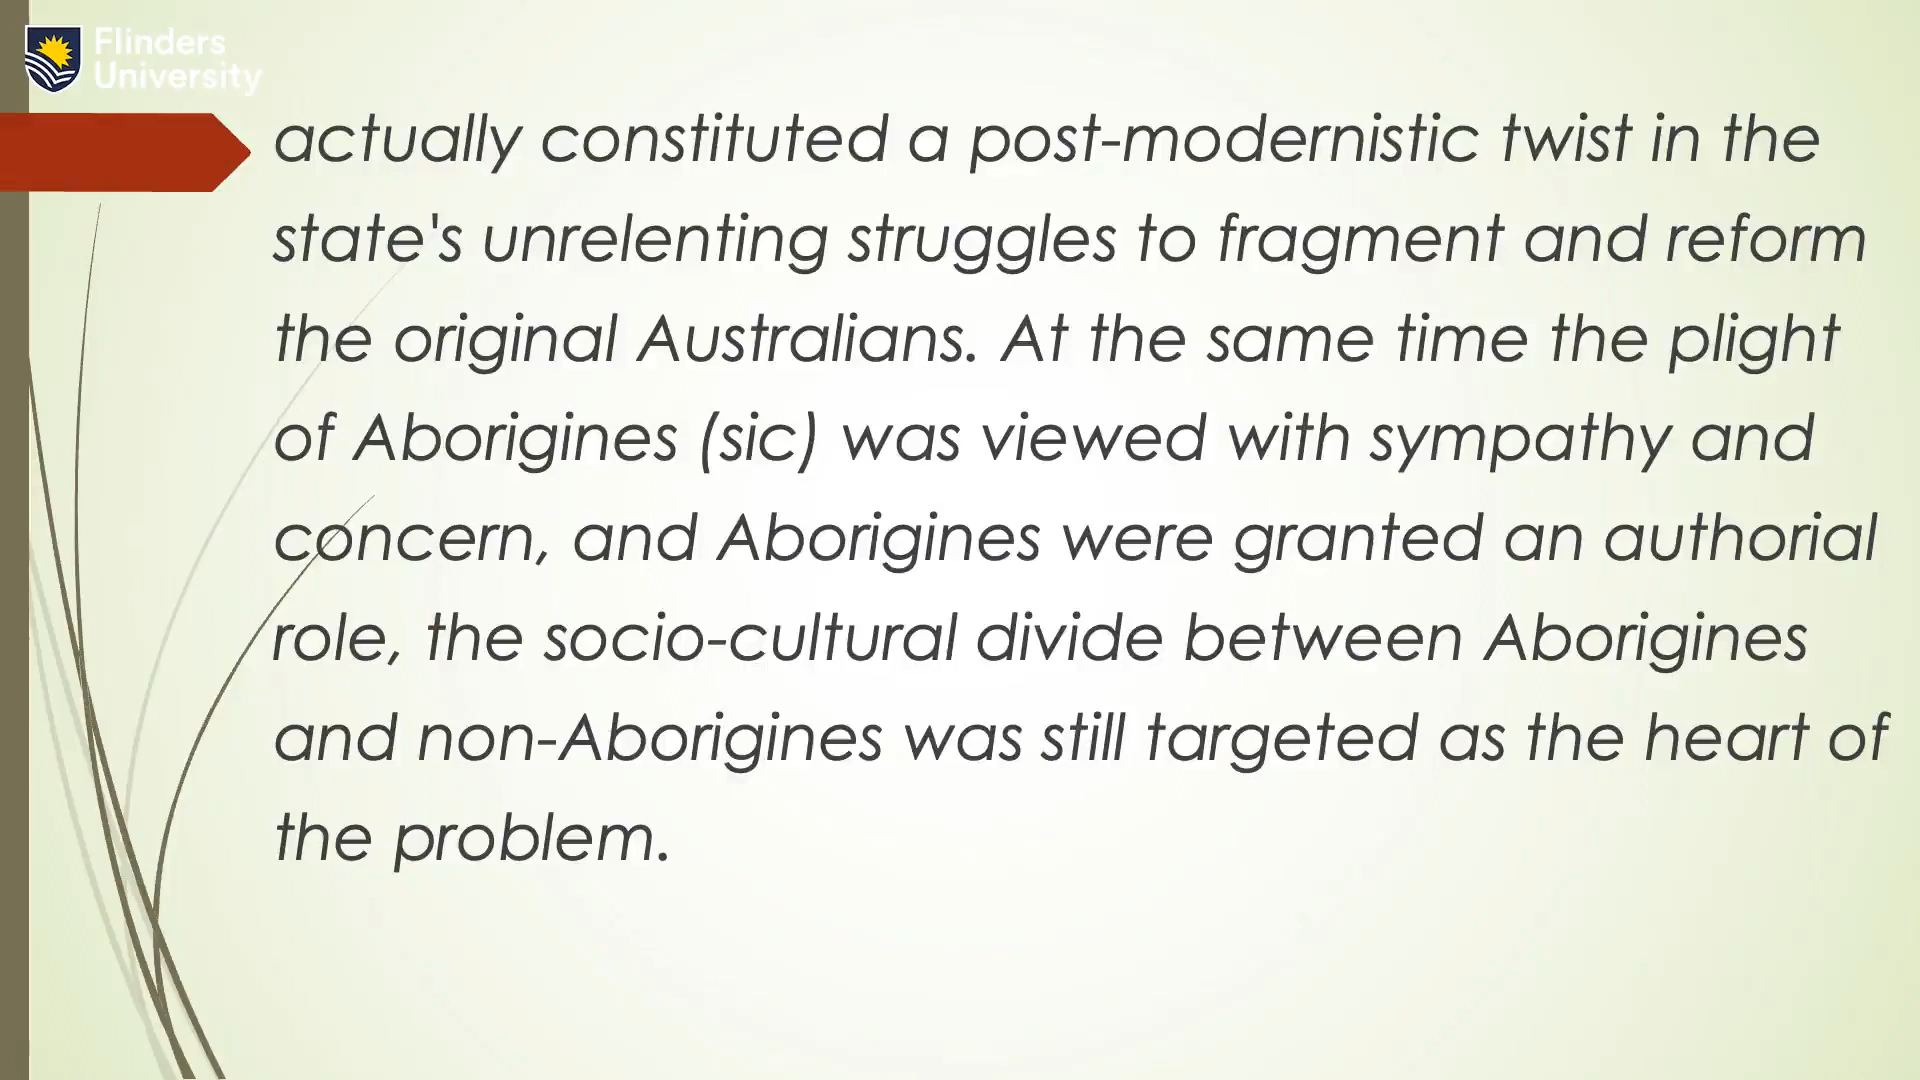 Flinders
University
actually constituted a post-modernistic twist in the
state's unrelenting struggles to fragment and reform
the original Australians. At the same time the plight
of Aborigines (sic) was viewed with sympathy and
concern, and Aborigines were granted an authorial
role, the socio-cultural divide between Aborigines
and non-Aborigines was still targeted as the heart of
the problem.